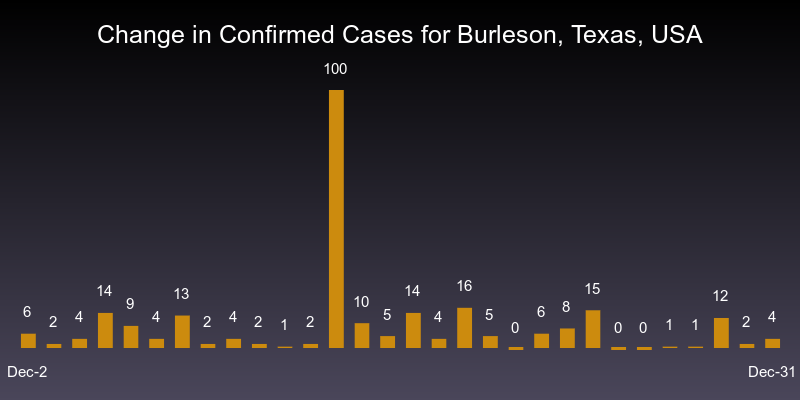 Change in Confirmed Cases for Burleson, Texas, USA
100
6 2 4 14 9 4 13 2 4 2 1 2 10 5 14 4 16 5 0 6 8 15 0 0 1 1 12 2 4
Dec-2 Dec-31